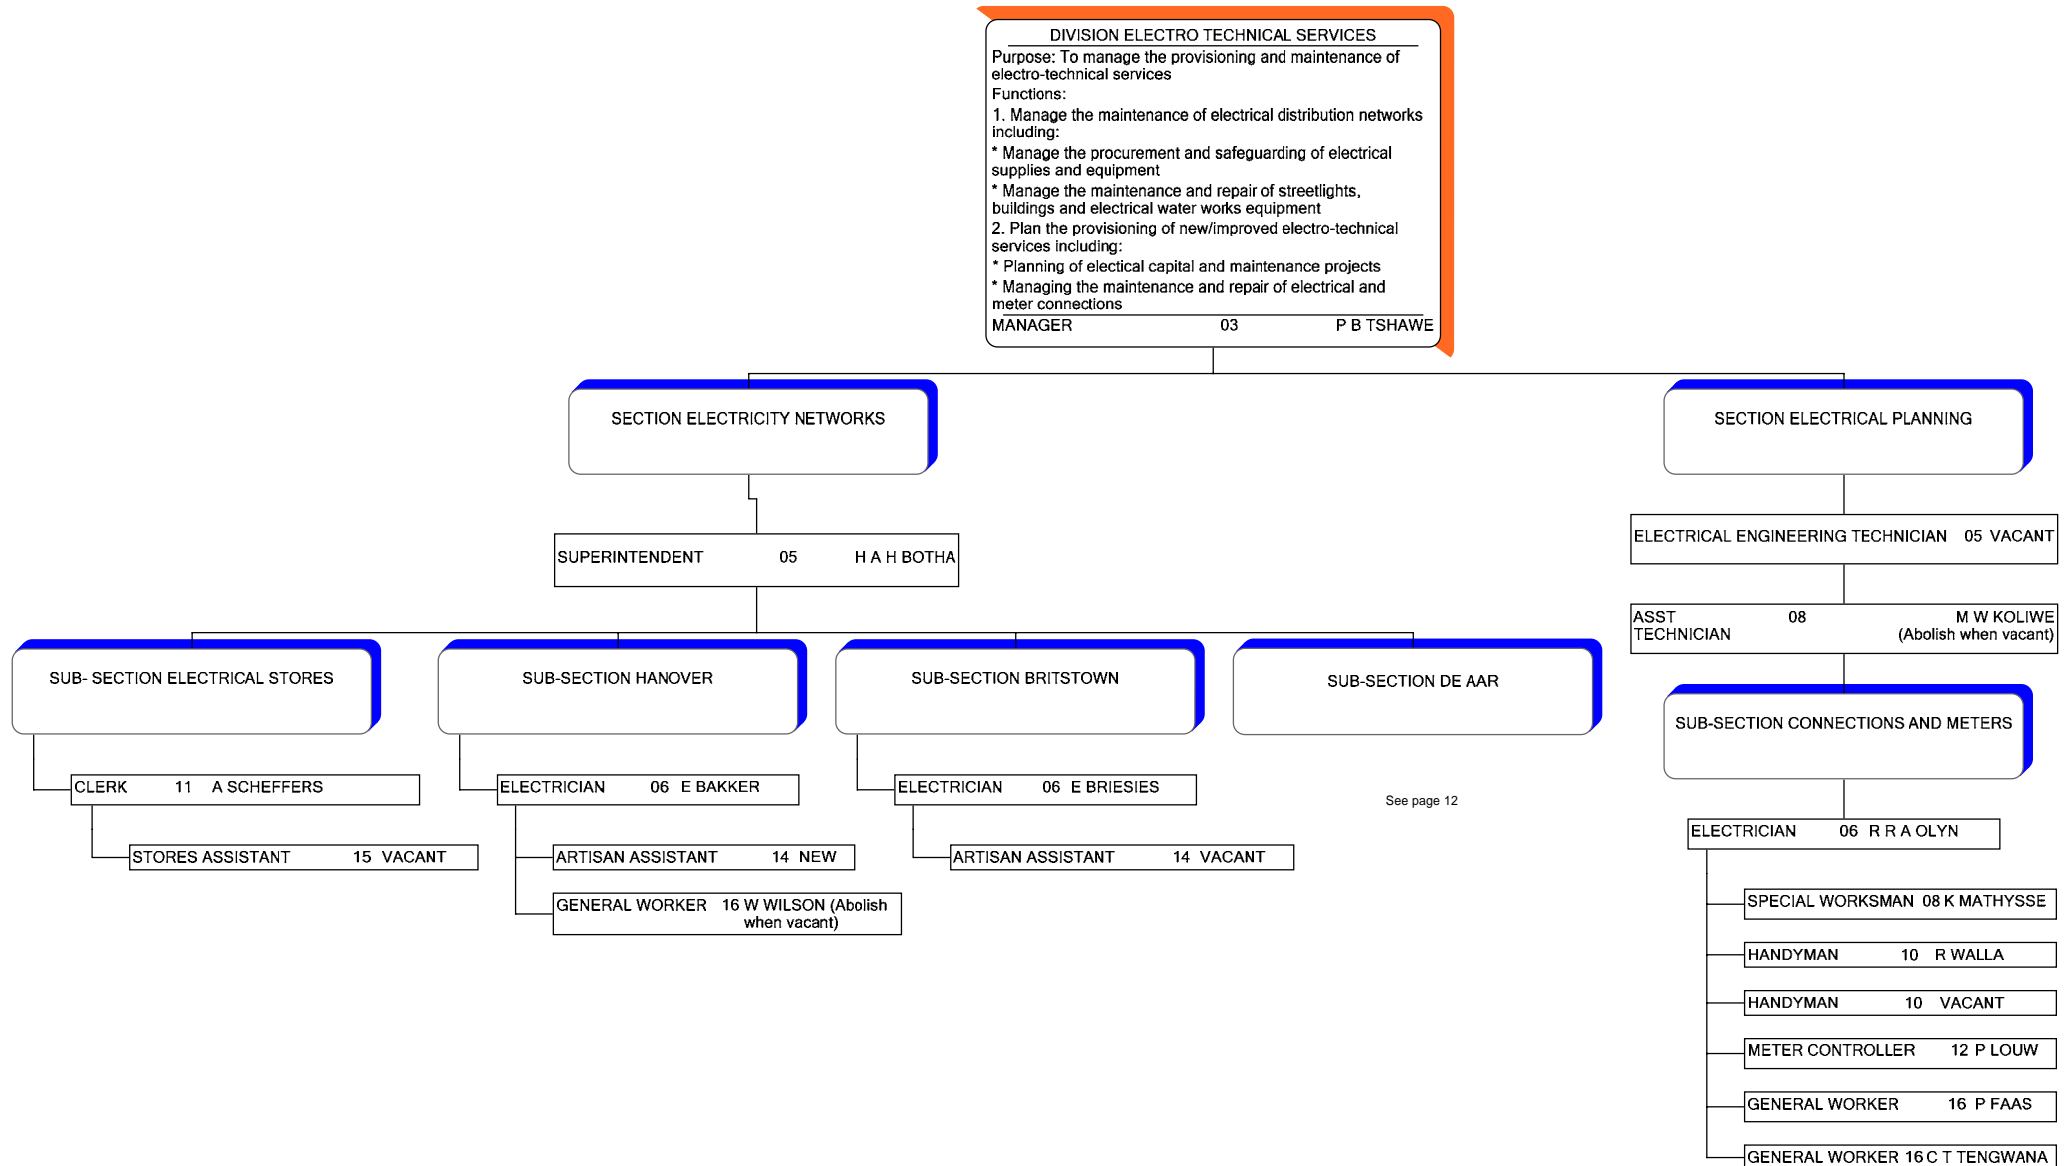 DIVISION ELECTRO TECHNICAL SERVICES
Purpose: To manage the provisioning and maintenance of
electro-technical services
Functions:
1. Manage the maintenance of electrical distribution networks
including:
* Manage the procurement and safeguarding of electrical
supplies and equipment
* Manage the maintenance and repair of streetlights,
buildings and electrical water works equipment
2. Plan the provisioning of new/improved electro-technical
services including:
* Planning of electical capital and maintenance projects
* Managing the maintenance and repair of electrical and
meter connections
MANAGER 03 P B TSHAWE
SECTION ELECTRICITY NETWORKS
SUPERINTENDENT 05 H A H BOTHA
SUB- SECTION ELECTRICAL STORES
CLERK 11 A SCHEFFERS
STORES ASSISTANT 15 VACANT
SUB-SECTION HANOVER
ELECTRICIAN 06 E BAKKER
ARTISAN ASSISTANT 14 NEW
GENERAL WORKER 16 W WILSON (Abolish
when vacant)
SUB-SECTION BRITSTOWN
ELECTRICIAN 06 E BRIESIES
ARTISAN ASSISTANT 14 VACANT
SUB-SECTION DE AAR
See page 12
SECTION ELECTRICAL PLANNING
ELECTRICAL ENGINEERING TECHNICIAN 05 VACANT
ASST 08 M W KOLIWE
TECHNICIAN (Abolish when vacant)
SUB-SECTION CONNECTIONS AND METERS
ELECTRICIAN 06 R R A OLYN
SPECIAL WORKSMAN 08 K MATHYSSE
HANDYMAN 10 R WALLA
HANDYMAN 10 VACANT
METER CONTROLLER 12 P LOUW
GENERAL WORKER 16 P FAAS
GENERAL WORKER 16 C T TENGWANA